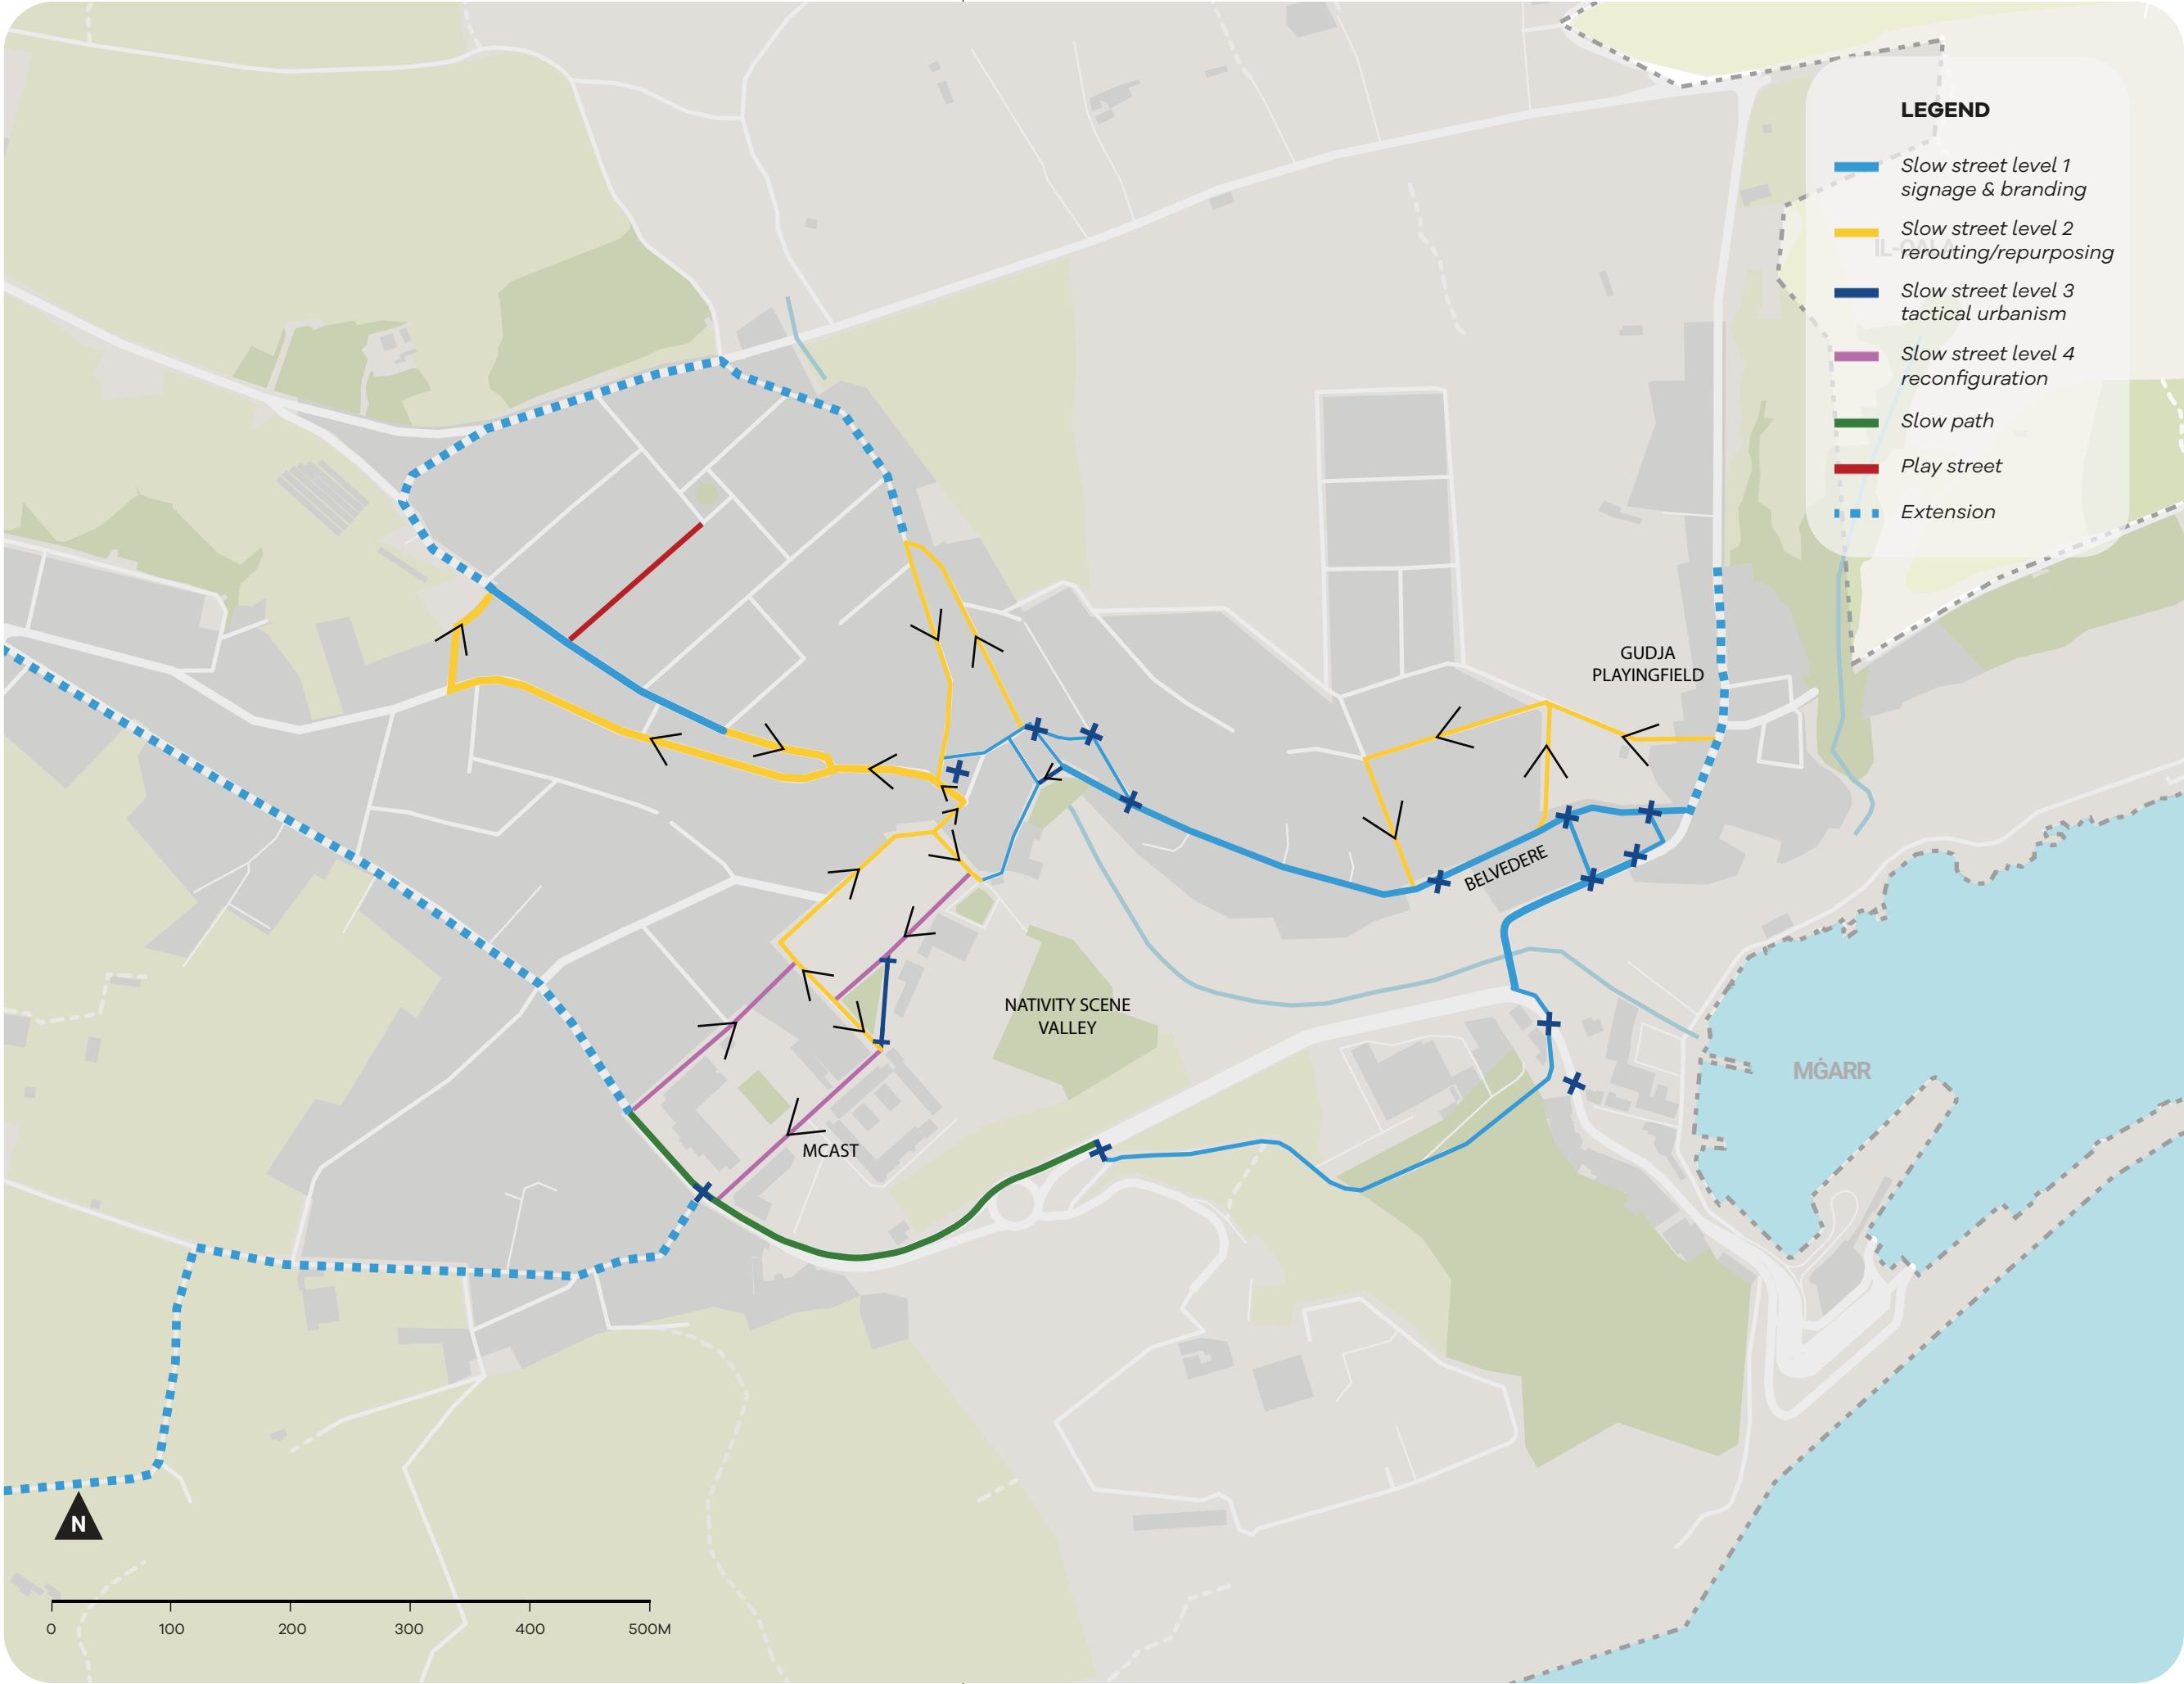 LEGEND
Slow street level 1
signage & branding
Slow street level 2
rerouting/repurposing
IL-QALA
Slow street level 3
tactical urbanism
Slow street level 4
reconfiguration
Slow path
Play street
Extension
GUDJA
PLAYINGFIELD
BELVEDERE
NATIVITY SCENE
VALLEY
MĠARR
MCAST
N
0 100 200 300 400 500M